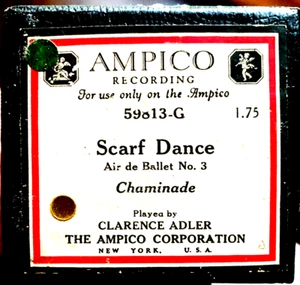 AMPICO
RECORDING
For use only on the Ampico
59813-G 1.75
Scarf Dance
Air de Ballet No. 3
Chaminade
Played by
CLARENCE ADLER
THE AMPICO CORPORATION
NEW YORK, U.S.A.